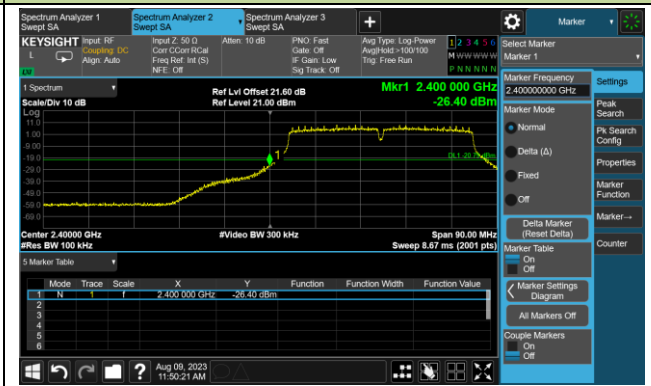 Spectrum Analyzer 1
Swept SA
Spectrum Analyzer 2
Swept SA
Spectrum Analyzer 3
Swept SA
Marker
KEYSIGHT
L
Input: RF
Coupling: DC
Align: Auto
Input Z: 50 Ω
Corr CCorr RCal
Freq Ref: Int (S)
NFE: Off
Atten: 10 dB
PNO: Fast
Gate: Off
IF Gain: Low
Sig Track: Off
Avg Type: Log-Power
Avg|Hold:>100/100
Trig: Free Run
1 2 3 4 5 6
M W W W W W
P N N N N N
Select Marker
Marker 1
1 Spectrum
Scale/Div 10 dB
Log
Ref Lvl Offset 21.60 dB
Ref Level 21.00 dBm
Mkr1 2.400 000 GHz
-26.40 dBm
11.0
1.00
-9.00
-19.0
-29.0
-39.0
-49.0
-59.0
-69.0
1
Center 2.40000 GHz
#Res BW 100 kHz
#Video BW 300 kHz
Span 90.00 MHz
Sweep 8.67 ms (2001 pts)
5 Marker Table
Mode Trace Scale X Y Function Function Width Function Value
1 N 1 f 2.400 000 GHz -26.40 dBm
2
3
4
5
6
Marker Frequency
2.400000000 GHz
Marker Mode
Normal
Delta (Δ)
Fixed
Off
Delta Marker
(Reset Delta)
Marker Table
On
Off
Marker Settings
Diagram
All Markers Off
Couple Markers
On
Off
Settings
Peak
Search
Pk Search
Config
Properties
Marker
Function
Marker→
Counter
?
Aug 09, 2023
11:50:21 AM